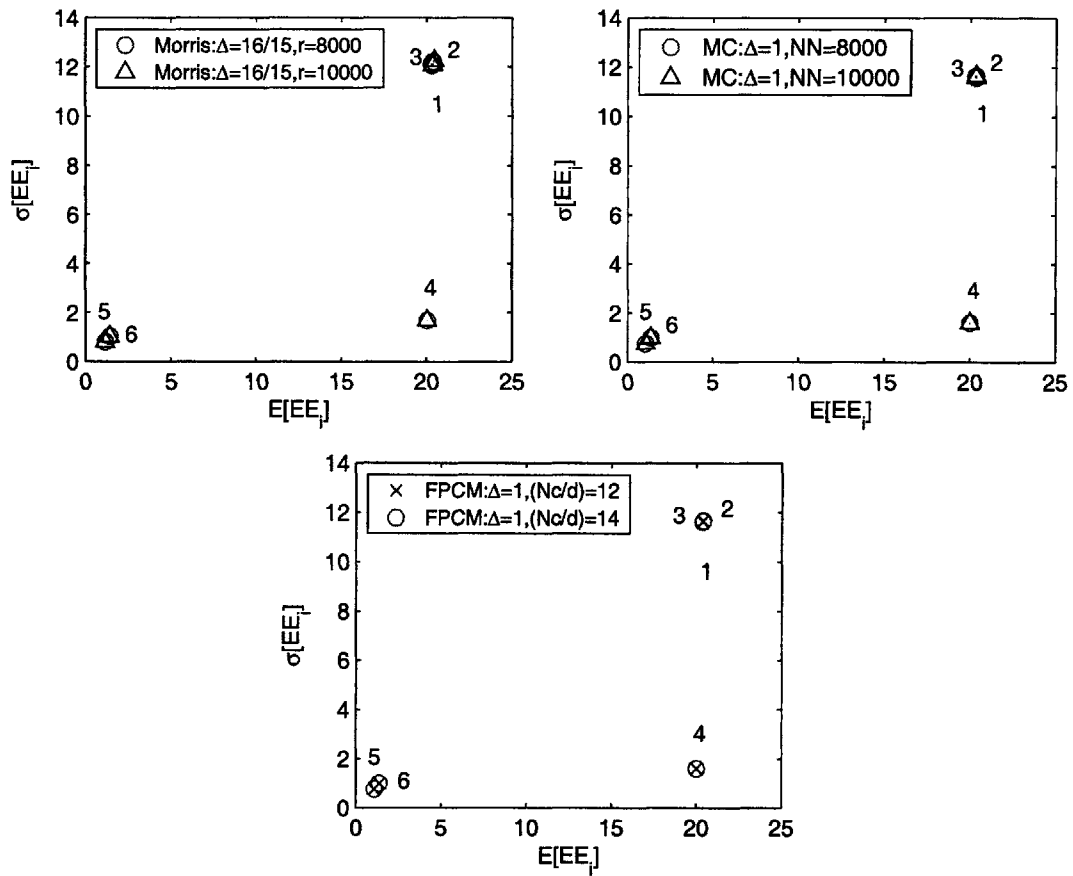 14
12
10
8
6
4
2
0
σ[EE_i]
Morris:Δ=16/15,r=8000
Morris:Δ=16/15,r=10000
3 2
1
4
5
6
0 5 10 15 20 25
E[EE_i]
14
12
10
8
6
4
2
0
σ[EE_i]
MC:Δ=1,NN=8000
MC:Δ=1,NN=10000
3 2
1
4
5
6
0 5 10 15 20 25
E[EE_i]
14
12
10
8
6
4
2
0
σ[EE_i]
FPCM:Δ=1,(Nc/d)=12
FPCM:Δ=1,(Nc/d)=14
3 2
1
4
5
6
0 5 10 15 20 25
E[EE_i]